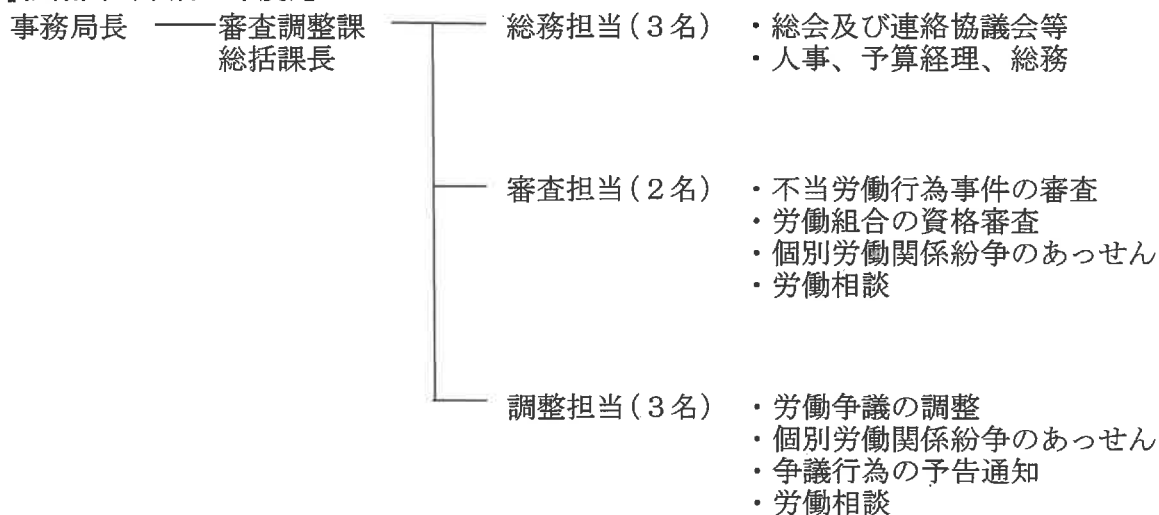 事務局長 審査調整課 総務担当(3名) ・総会及び連絡協議会等
総括課長 ・人事、予算経理、総務
審査担当(2名) ・不当労働行為事件の審査
・労働組合の資格審査
・個別労働関係紛争のあっせん
・労働相談
調整担当(3名) ・労働争議の調整
・個別労働関係紛争のあっせん
・争議行為の予告通知
・労働相談